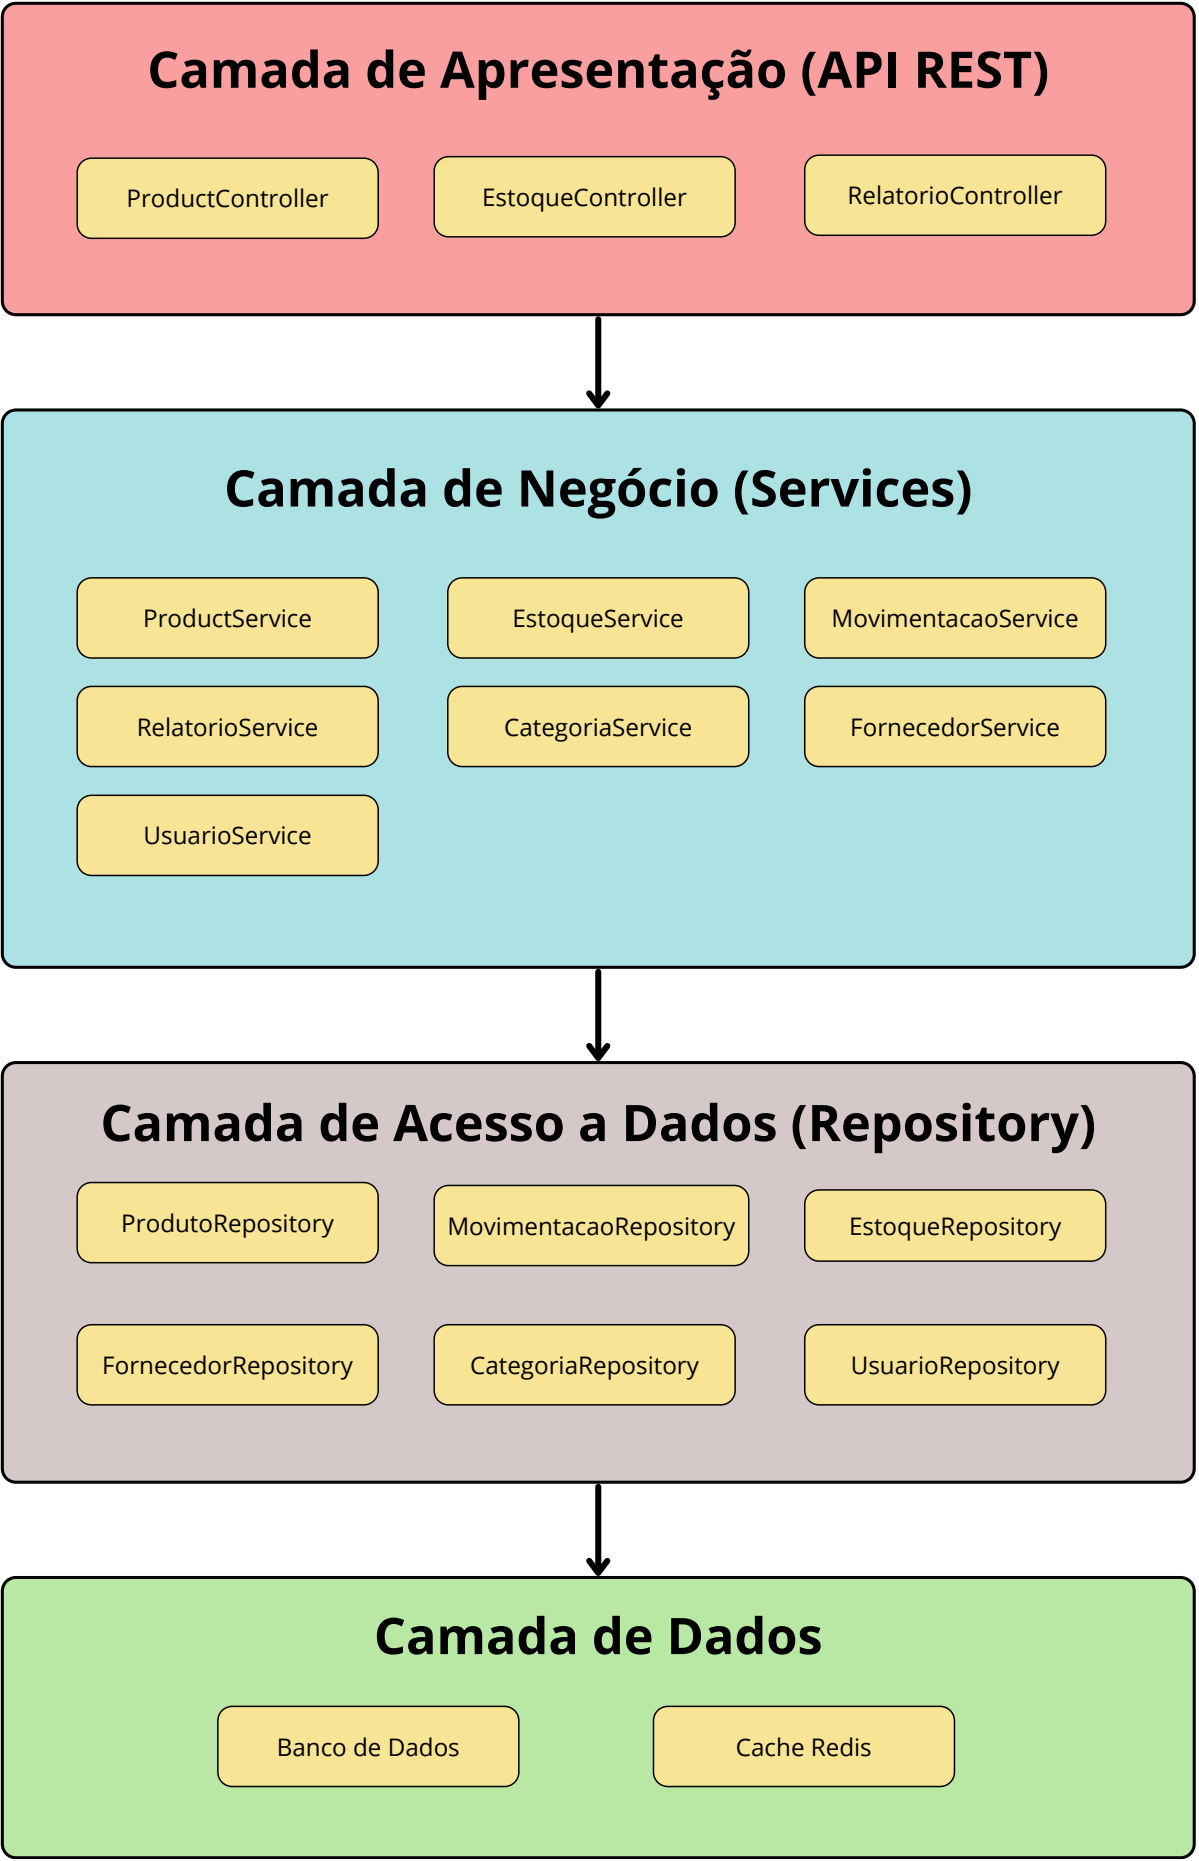 Camada de Apresentação (API REST)
ProductController
EstoqueController
RelatorioController
Camada de Negócio (Services)
ProductService
EstoqueService
MovimentacaoService
RelatorioService
CategoriaService
FornecedorService
UsuarioService
Camada de Acesso a Dados (Repository)
ProdutoRepository
MovimentacaoRepository
EstoqueRepository
FornecedorRepository
CategoriaRepository
UsuarioRepository
Camada de Dados
Banco de Dados
Cache Redis